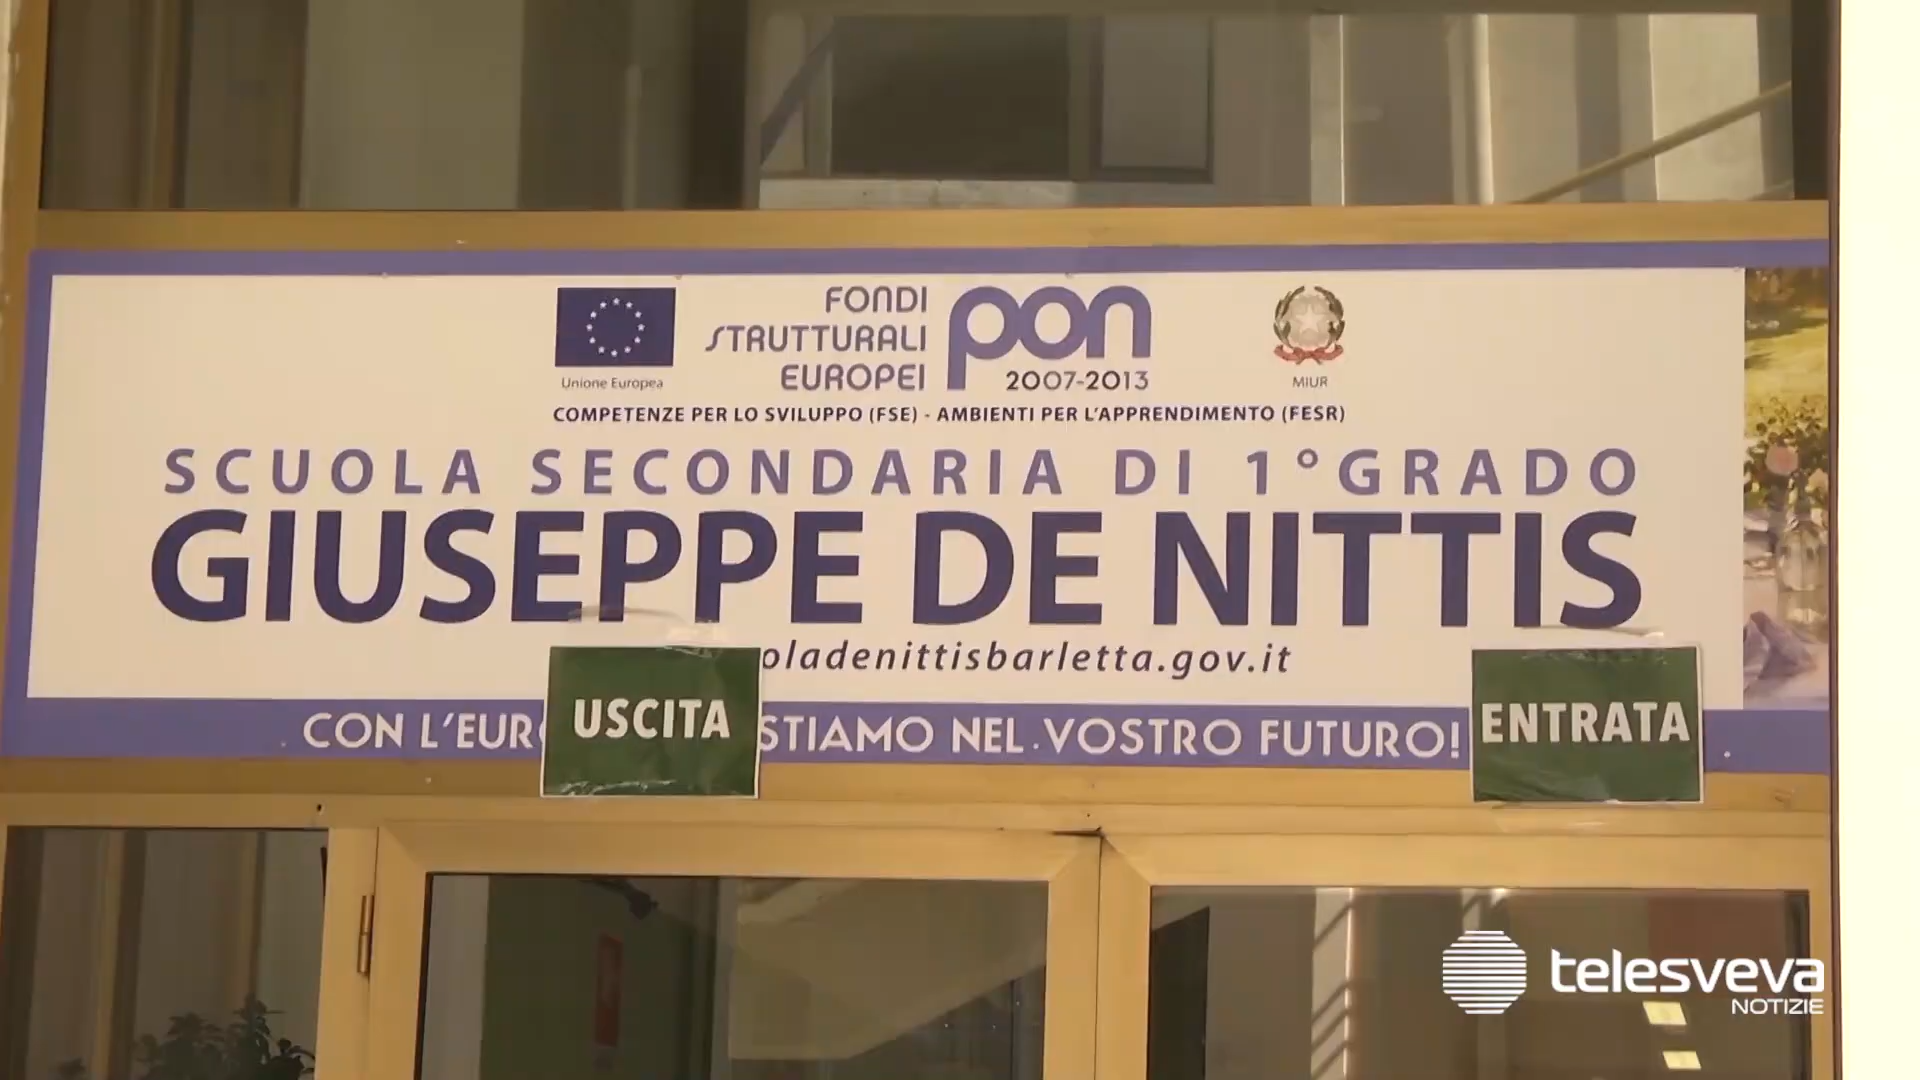 FONDI
STRUTTURALI
EUROPEI
pon
2007-2013
Unione Europea
MIUR
COMPETENZE PER LO SVILUPPO (FSE) - AMBIENTI PER L'APPRENDIMENTO (FESR)
SCUOLA SECONDARIA DI 1° GRADO
GIUSEPPE DE NITTIS
oladenittisbarletta.gov.it
CON L'EUR STIAMO NEL VOSTRO FUTURO!
USCITA
ENTRATA
telesveva
NOTIZIE